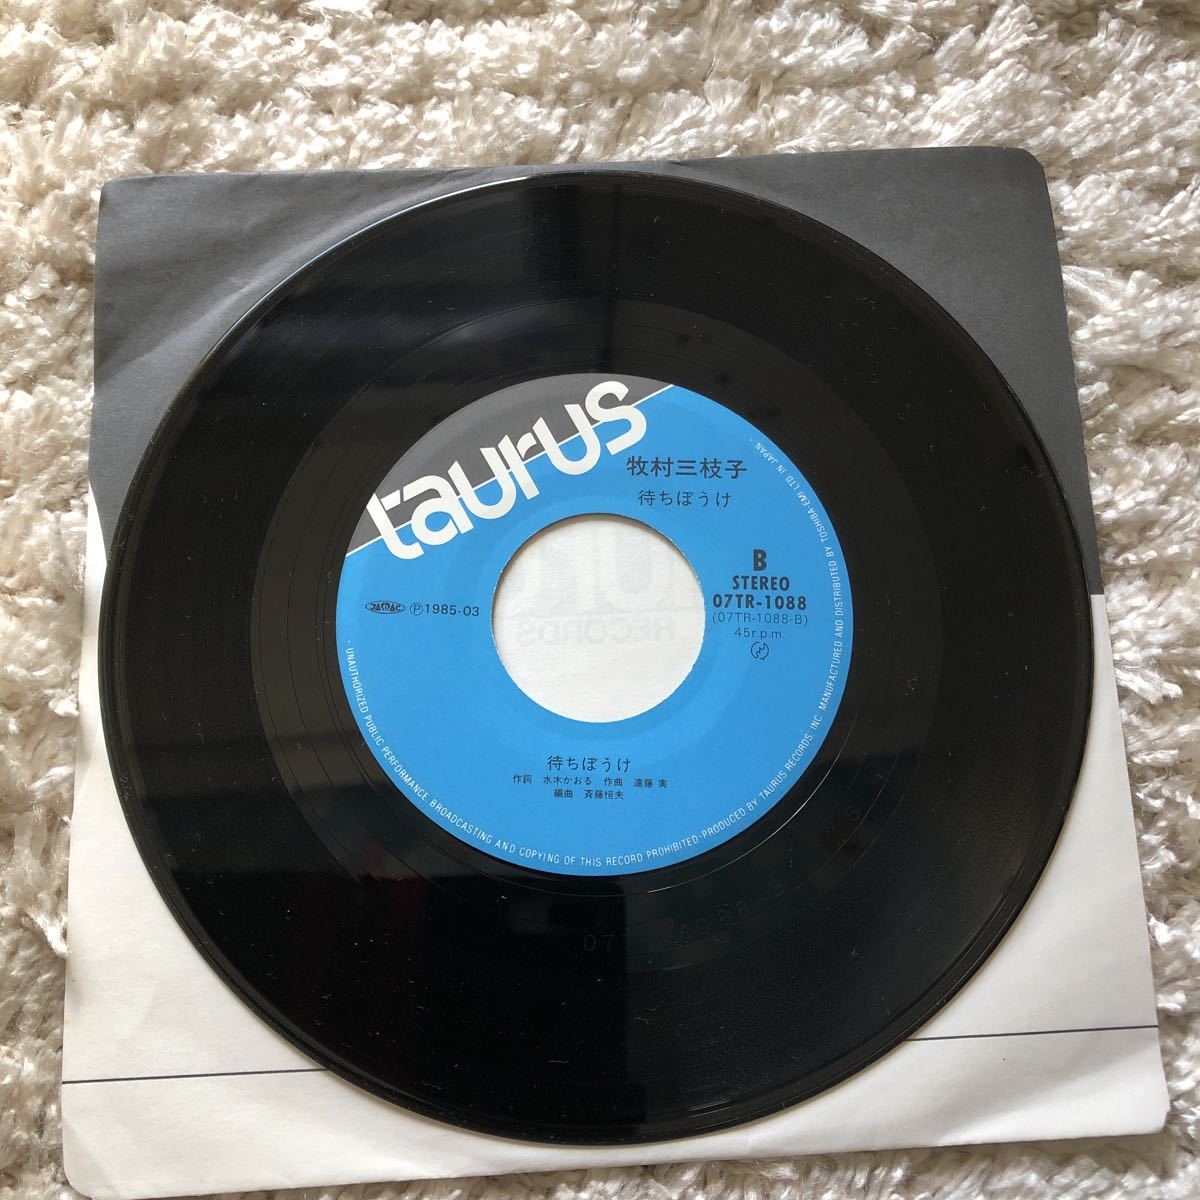 taurus
牧村三枝子
待ちぼうけ
B
STEREO
07TR-1088
(07TR-1088-B)
45r.p.m.
JASRAC Ⓟ1985-03
RECORDS
待ちぼうけ
作詞 水木かおる 作曲 遠藤 実
編曲 斉藤恒夫
· UNAUTHORIZED PUBLIC PERFORMANCE BROADCASTING AND COPYING OF THIS RECORD PROHIBITED·PRODUCED BY TAURUS RECORDS, INC. MANUFACTURED AND DISTRIBUTED BY TOSHIBA-EMI LTD. IN JAPAN ·